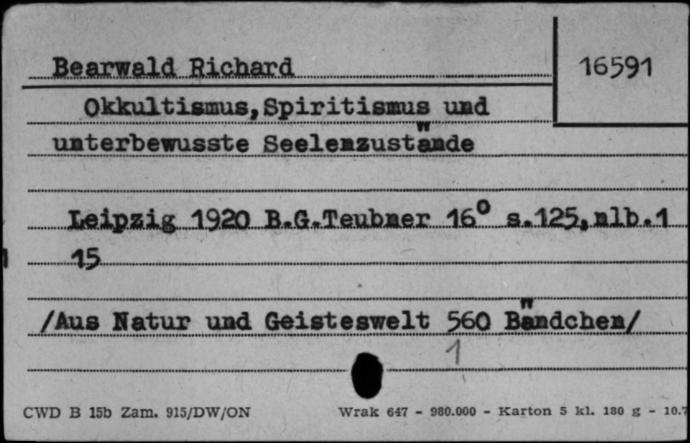 Bearwald Richard
16591
Okkultismus,Spiritismus und
unterbewusste Seelenzustände
Leipzig 1920 B.G.Teubner 16° s.125,nlb.1
15
/Aus Natur und Geisteswelt 560 Bändchen/
1
CWD B 15b Zam. 915/DW/ON Wrak 647 - 980.000 - Karton 5 kl. 180 g - 10.7